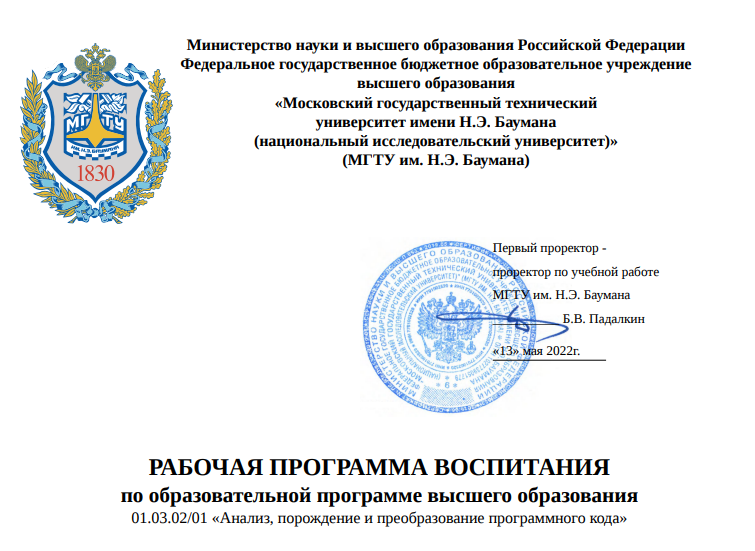 МГТУ
ИМ. Н.Э. БАУМАНА
1830
Министерство науки и высшего образования Российской Федерации
Федеральное государственное бюджетное образовательное учреждение
высшего образования
«Московский государственный технический
университет имени Н.Э. Баумана
(национальный исследовательский университет)»
(МГТУ им. Н.Э. Баумана)
Первый проректор -
проректор по учебной работе
МГТУ им. Н.Э. Баумана
Б.В. Падалкин
«13» мая 2022г.
РАБОЧАЯ ПРОГРАММА ВОСПИТАНИЯ
по образовательной программе высшего образования
01.03.02/01 «Анализ, порождение и преобразование программного кода»